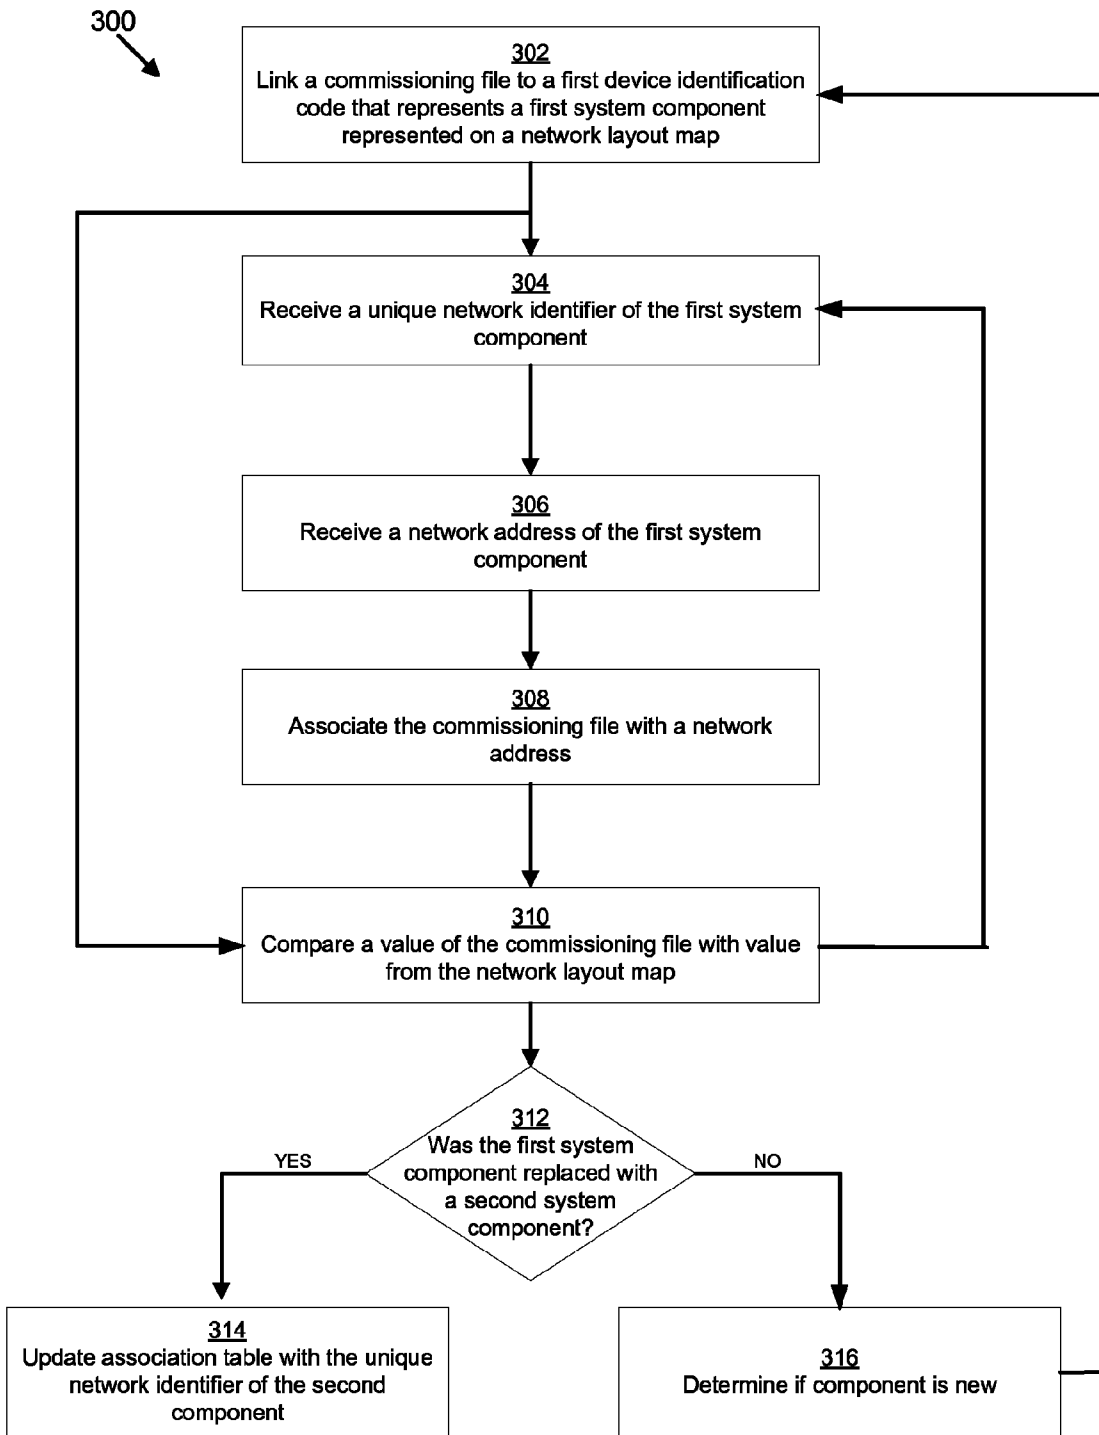 300
302
Link a commissioning file to a first device identification
code that represents a first system component
represented on a network layout map
304
Receive a unique network identifier of the first system
component
306
Receive a network address of the first system
component
308
Associate the commissioning file with a network
address
310
Compare a value of the commissioning file with value
from the network layout map
312
Was the first system
component replaced with
a second system
component?
YES
NO
314
Update association table with the unique
network identifier of the second
component
316
Determine if component is new